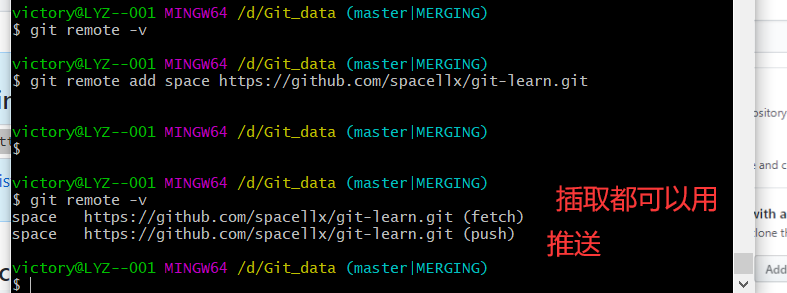 victory@LYZ--001 MINGW64 /d/Git_data (master|MERGING)
$ git remote -v
victory@LYZ--001 MINGW64 /d/Git_data (master|MERGING)
$ git remote add space https://github.com/spacellx/git-learn.git
victory@LYZ--001 MINGW64 /d/Git_data (master|MERGING)
$
victory@LYZ--001 MINGW64 /d/Git_data (master|MERGING)
$ git remote -v
space https://github.com/spacellx/git-learn.git (fetch)
插取都可以用
space https://github.com/spacellx/git-learn.git (push)
推送
victory@LYZ--001 MINGW64 /d/Git_data (master|MERGING)
$
pository
e and c
with a
clone th
Add